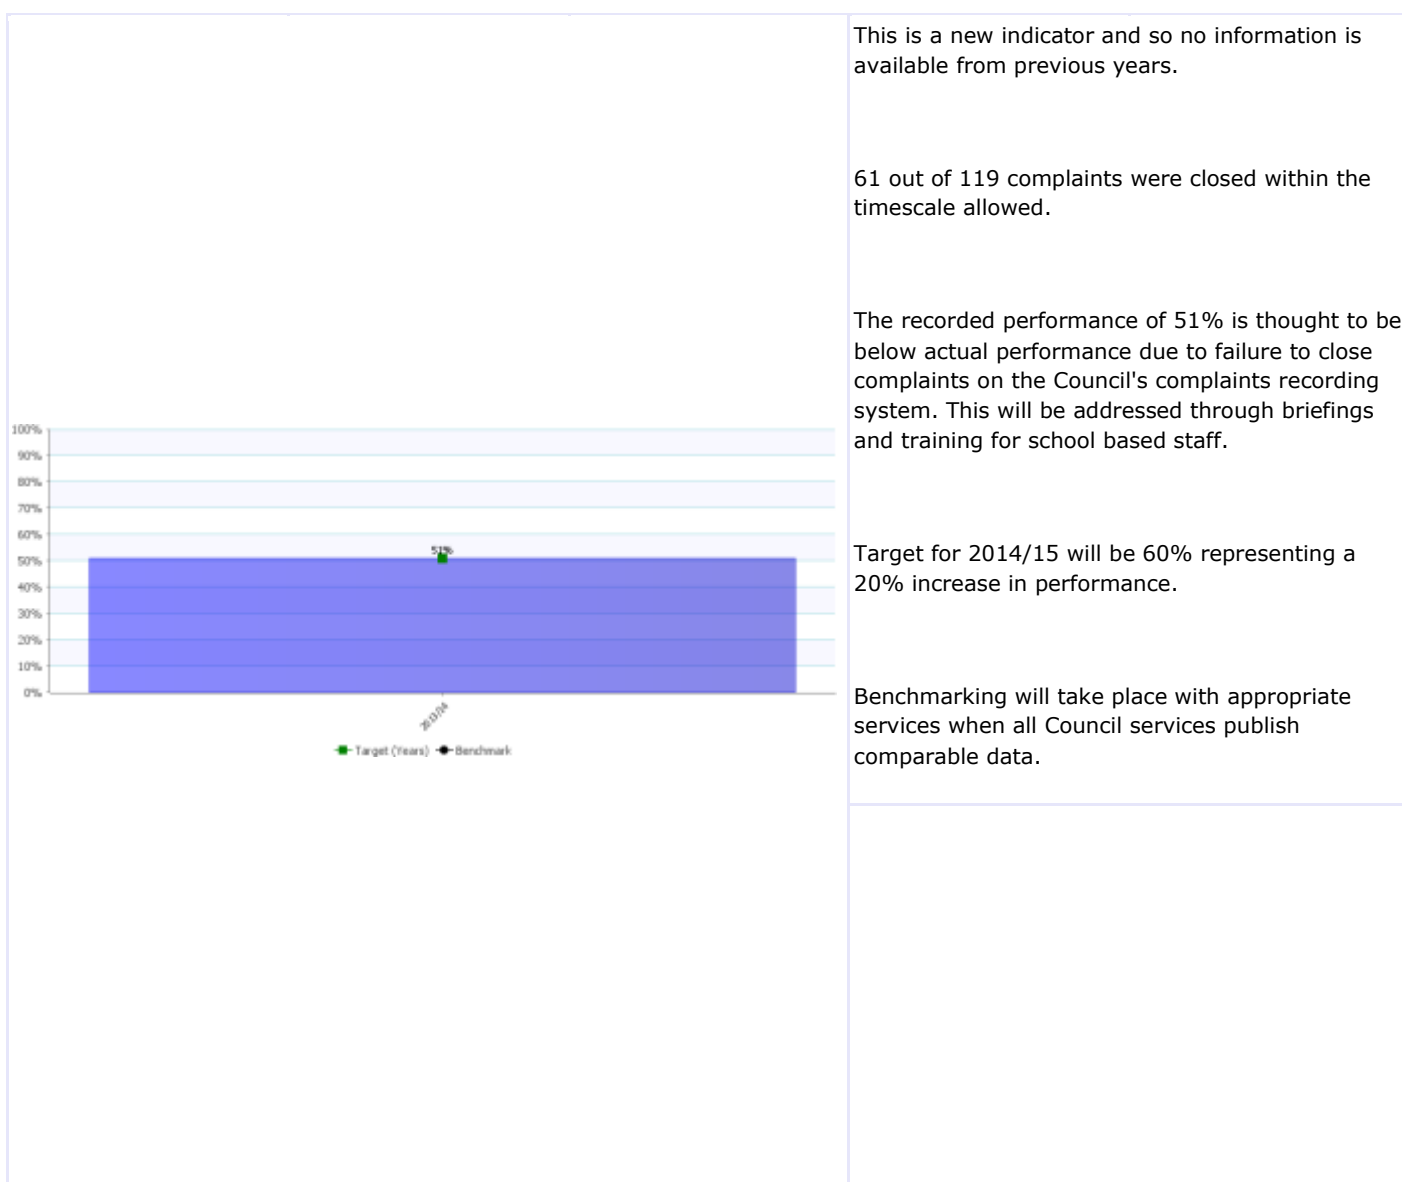 This is a new indicator and so no information is
available from previous years.
61 out of 119 complaints were closed within the
timescale allowed.
The recorded performance of 51% is thought to be
below actual performance due to failure to close
complaints on the Council's complaints recording
system. This will be addressed through briefings
and training for school based staff.
Target for 2014/15 will be 60% representing a
20% increase in performance.
Benchmarking will take place with appropriate
services when all Council services publish
comparable data.
100%
90%
80%
70%
60%
51%
50%
40%
30%
20%
10%
0%
2013/14
Target (Years) Benchmark